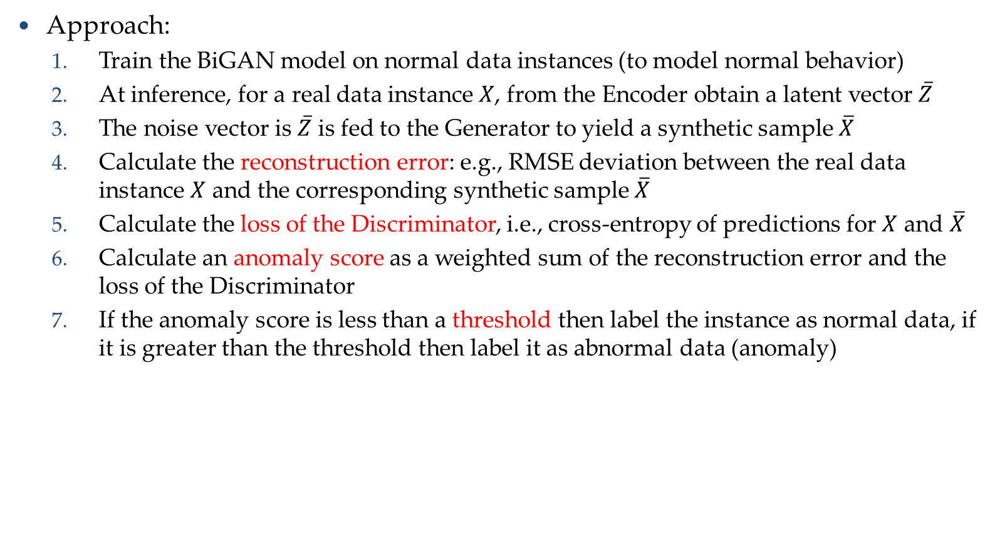 • Approach:
1. Train the BiGAN model on normal data instances (to model normal behavior)
2. At inference, for a real data instance X, from the Encoder obtain a latent vector Z̄
3. The noise vector is Z̄ is fed to the Generator to yield a synthetic sample X̄
4. Calculate the reconstruction error: e.g., RMSE deviation between the real data
instance X and the corresponding synthetic sample X̄
5. Calculate the loss of the Discriminator, i.e., cross-entropy of predictions for X and X̄
6. Calculate an anomaly score as a weighted sum of the reconstruction error and the
loss of the Discriminator
7. If the anomaly score is less than a threshold then label the instance as normal data, if
it is greater than the threshold then label it as abnormal data (anomaly)